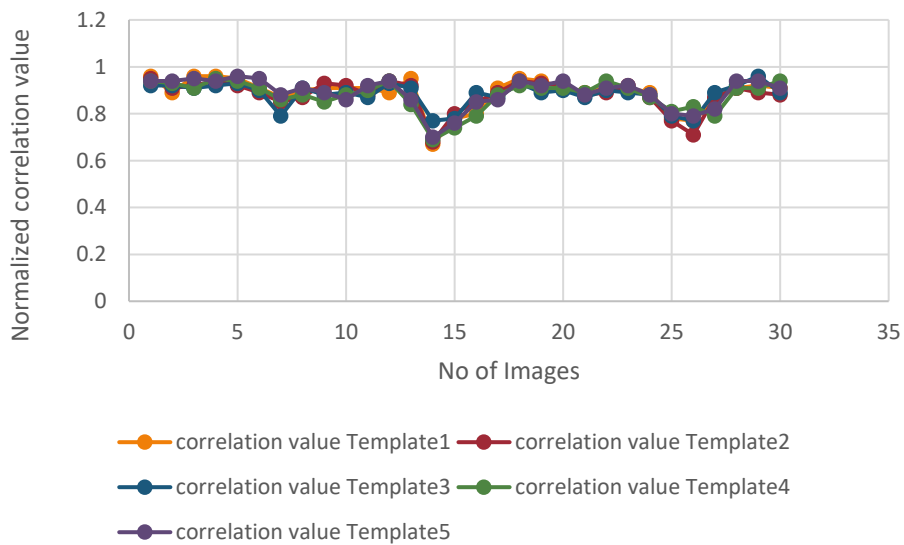 Normalized correlation value
1.2
1
0.8
0.6
0.4
0.2
0
0 5 10 15 20 25 30 35
No of Images
correlation value Template1 correlation value Template2
correlation value Template3 correlation value Template4
correlation value Template5